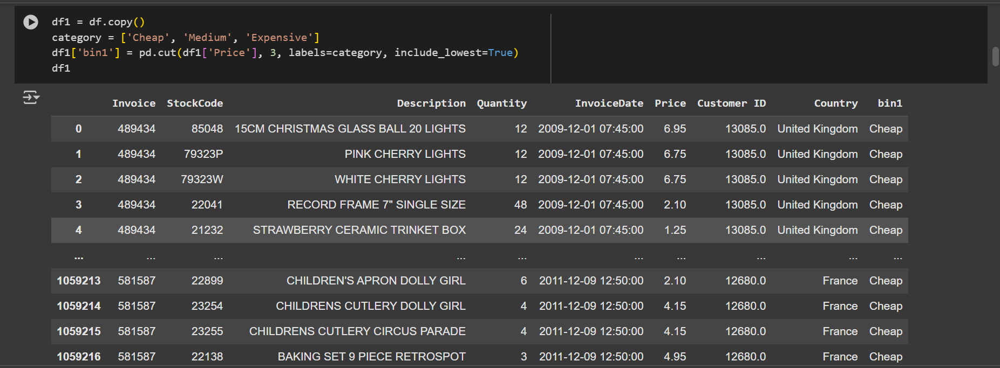 df1 = df.copy()
category = ['Cheap', 'Medium', 'Expensive']
df1['bin1'] = pd.cut(df1['Price'], 3, labels=category, include_lowest=True)
df1
Invoice StockCode Description Quantity InvoiceDate Price Customer ID Country bin1
0 489434 85048 15CM CHRISTMAS GLASS BALL 20 LIGHTS 12 2009-12-01 07:45:00 6.95 13085.0 United Kingdom Cheap
1 489434 79323P PINK CHERRY LIGHTS 12 2009-12-01 07:45:00 6.75 13085.0 United Kingdom Cheap
2 489434 79323W WHITE CHERRY LIGHTS 12 2009-12-01 07:45:00 6.75 13085.0 United Kingdom Cheap
3 489434 22041 RECORD FRAME 7" SINGLE SIZE 48 2009-12-01 07:45:00 2.10 13085.0 United Kingdom Cheap
4 489434 21232 STRAWBERRY CERAMIC TRINKET BOX 24 2009-12-01 07:45:00 1.25 13085.0 United Kingdom Cheap
... ... ... ... ... ... ... ... ... ...
1059213 581587 22899 CHILDREN'S APRON DOLLY GIRL 6 2011-12-09 12:50:00 2.10 12680.0 France Cheap
1059214 581587 23254 CHILDRENS CUTLERY DOLLY GIRL 4 2011-12-09 12:50:00 4.15 12680.0 France Cheap
1059215 581587 23255 CHILDRENS CUTLERY CIRCUS PARADE 4 2011-12-09 12:50:00 4.15 12680.0 France Cheap
1059216 581587 22138 BAKING SET 9 PIECE RETROSPOT 3 2011-12-09 12:50:00 4.95 12680.0 France Cheap